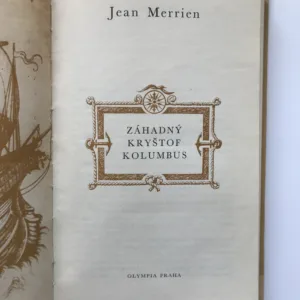 Jean Merrien
ZÁHADNÝ
KRYŠTOF
KOLUMBUS
OLYMPIA PRAHA